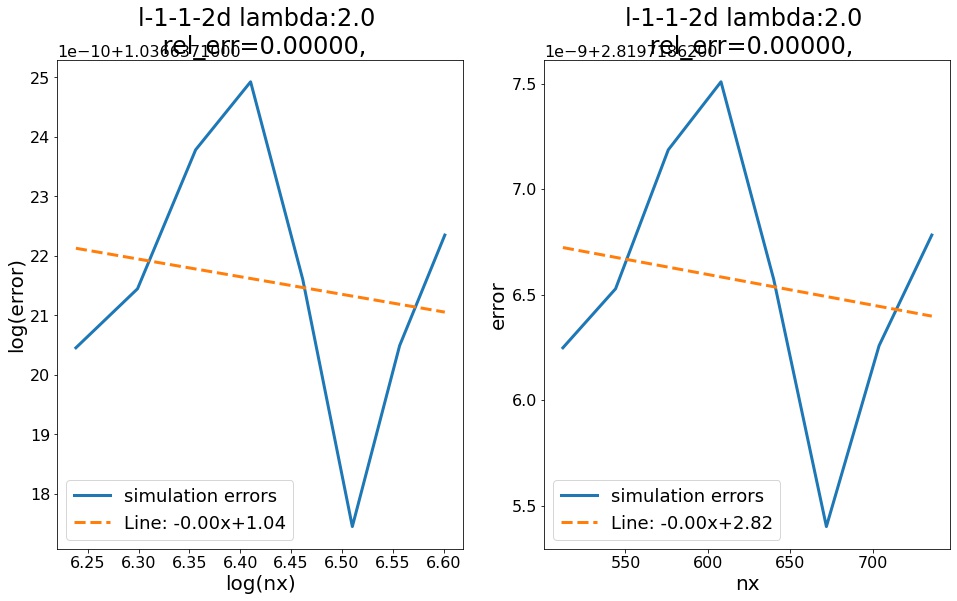 l-1-1-2d lambda:2.0
rel_err=0.00000,
1e−10+1.0366371000
25
24
23
22
21
20
19
18
log(error)
6.25 6.30 6.35 6.40 6.45 6.50 6.55 6.60
log(nx)
simulation errors
Line: -0.00x+1.04
l-1-1-2d lambda:2.0
rel_err=0.00000,
1e−9+2.8197186200
7.5
7.0
6.5
6.0
5.5
error
550 600 650 700
nx
simulation errors
Line: -0.00x+2.82